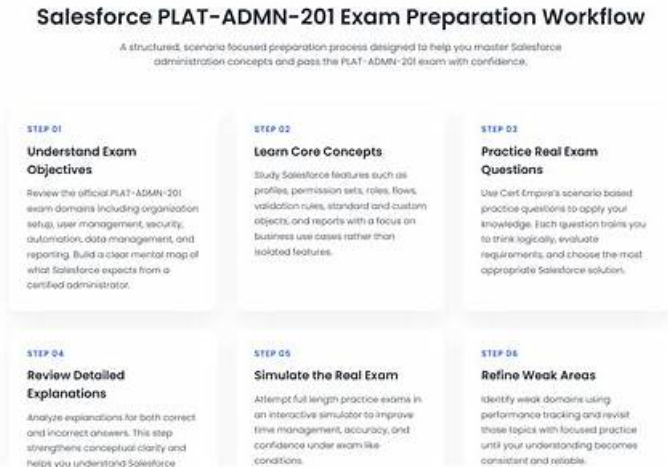 Salesforce PLAT-ADMN-201 Exam Preparation Workflow
A structured, scenario focused preparation process designed to help you master Salesforce
administration concepts and pass the PLAT-ADMN-201 exam with confidence.
STEP 01
Understand Exam
Objectives
Review the official PLAT-ADMN-201
exam domains including organization
setup, user management, security,
automation, data management, and
reporting. Build a clear mental map of
what Salesforce expects from a
certified administrator.
STEP 02
Learn Core Concepts
Study Salesforce features such as
profiles, permission sets, roles, flows,
validation rules, standard and custom
objects, and reports with a focus on
business use cases rather than
isolated features.
STEP 03
Practice Real Exam
Questions
Use Cert Empire's scenario based
practice questions to apply your
knowledge. Each question trains you
to think logically, evaluate
requirements, and choose the most
appropriate Salesforce solution.
STEP 04
Review Detailed
Explanations
Analyze explanations for both correct
and incorrect answers. This step
strengthens conceptual clarity and
helps you understand Salesforce
STEP 05
Simulate the Real Exam
Attempt full length practice exams in
an interactive simulator to improve
time management, accuracy, and
confidence under exam like
conditions.
STEP 06
Refine Weak Areas
Identify weak domains using
performance tracking and revisit
those topics with focused practice
until your understanding becomes
consistent and reliable.